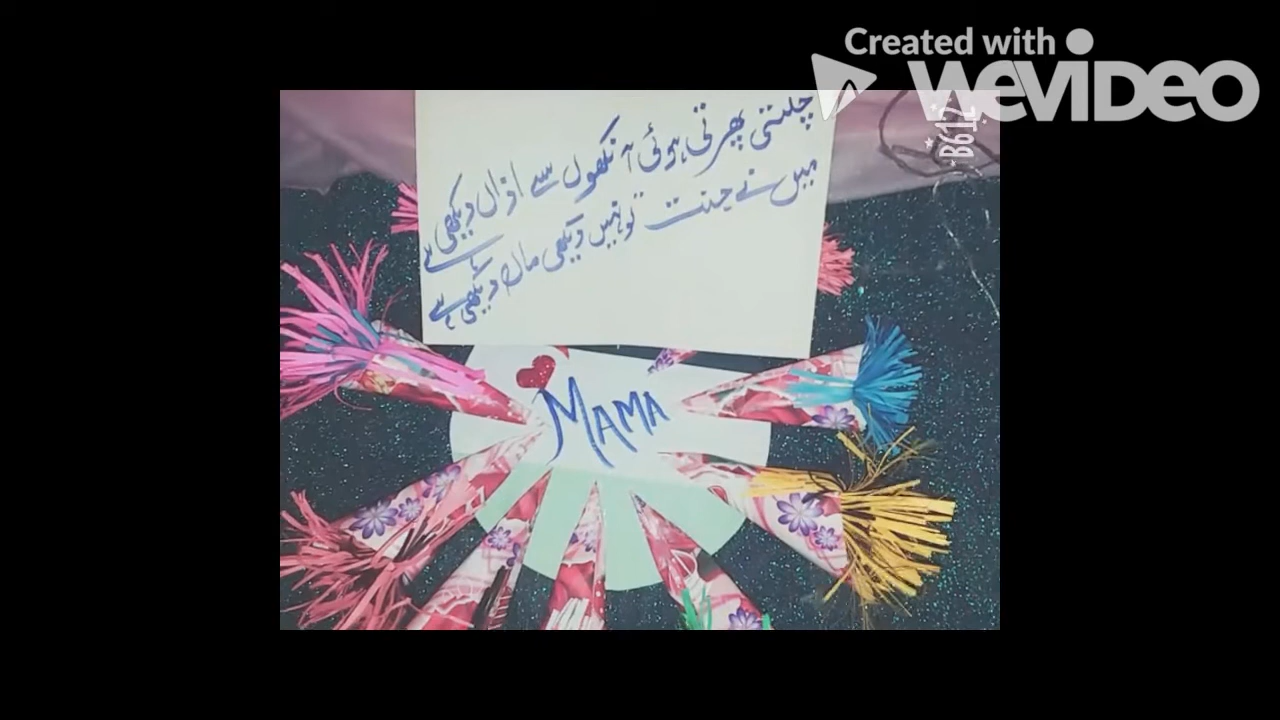 Created with
WEVIDEO
B612
چلتی پھرتی ہوئی آنکھوں سے اذاں دیکھی ہے
میں نے جنت تو نہیں دیکھی ماں دیکھی ہے
MAMA